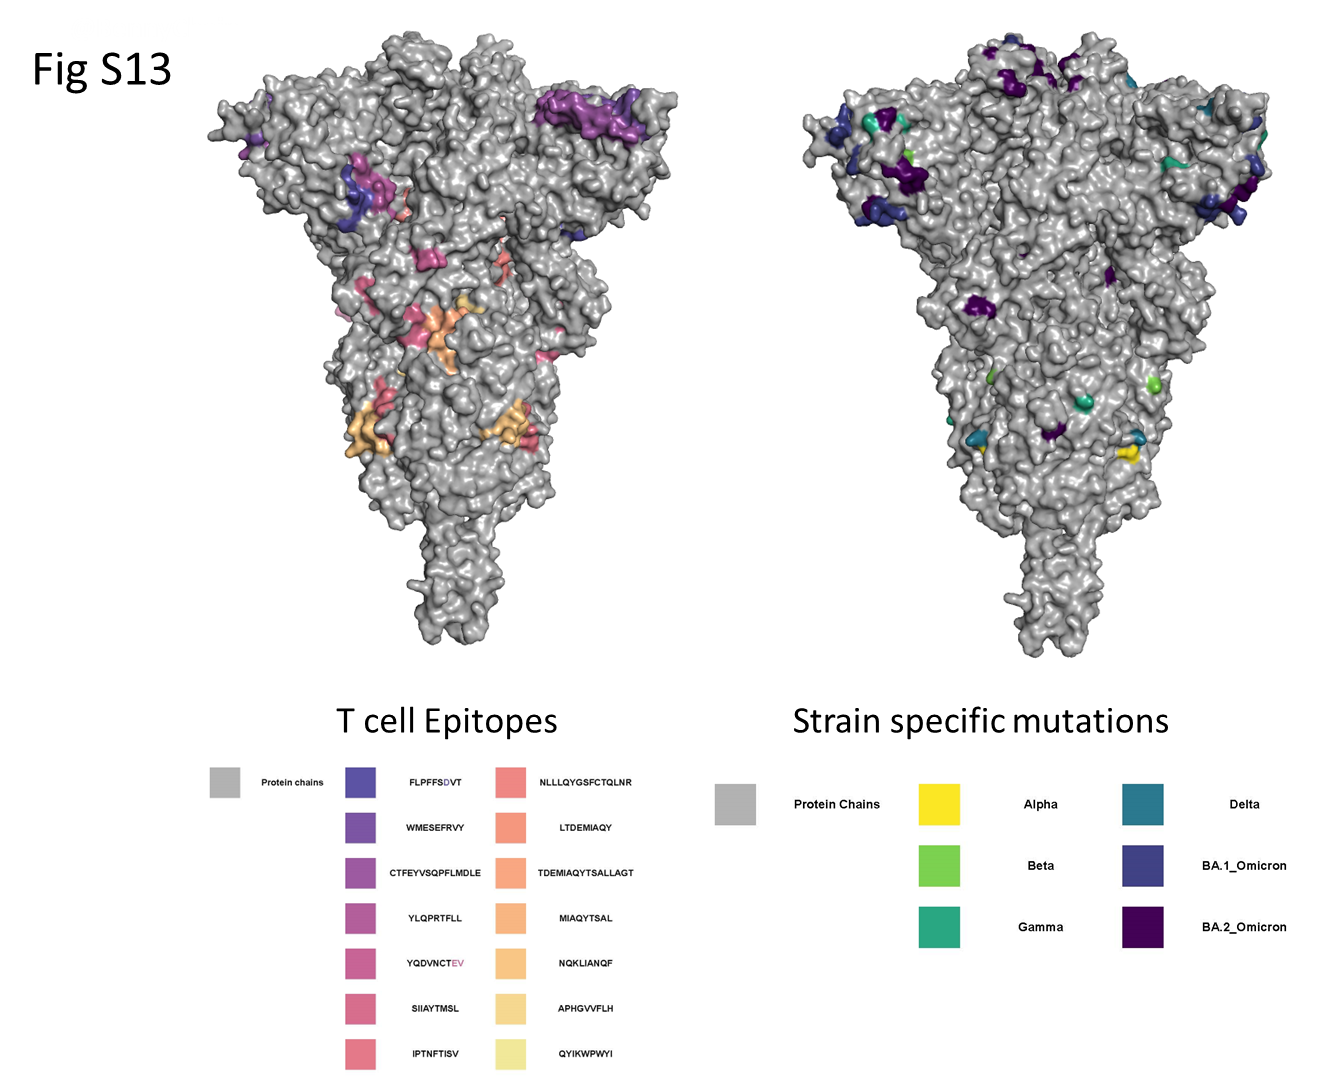 Fig S13
T cell Epitopes
Protein chains
FLPFFSDVT
WMESEFRVY
CTFEYVSQPFLMDLE
YLQPRTFLL
YQDVNCTEV
SIIAYTMSL
IPTNFTISV
NLLLQYGSFCTQLNR
LTDEMIAQY
TDEMIAQYTSALLAGT
MIAQYTSAL
NQKLIANQF
APHGVVFLH
QYIKWPWYI
Strain specific mutations
Protein Chains
Alpha
Beta
Gamma
Delta
BA.1_Omicron
BA.2_Omicron